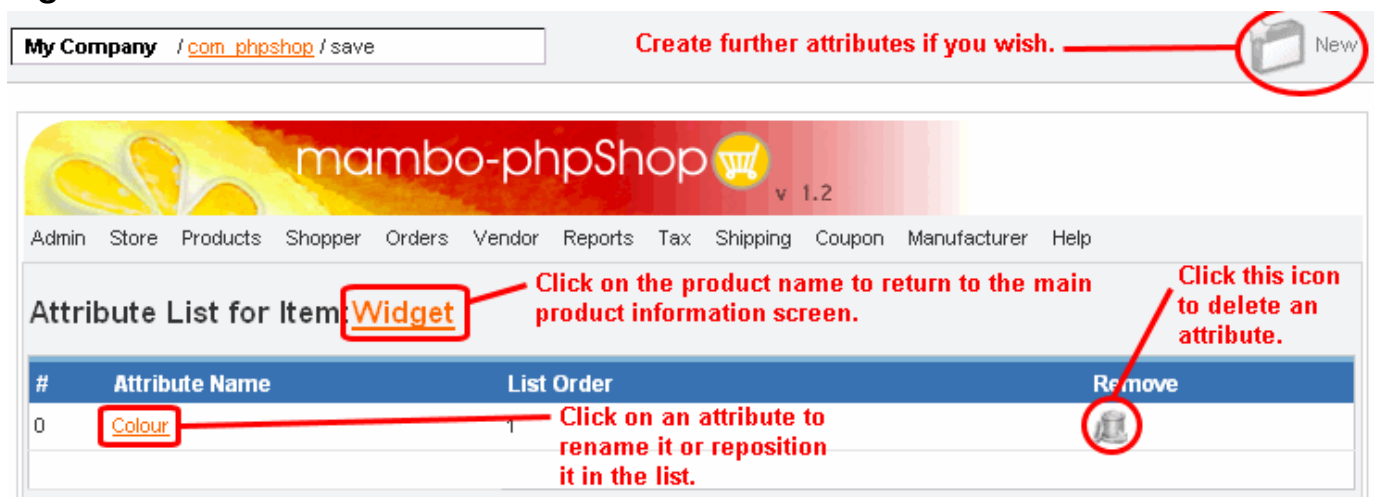 My Company / com_phpshop / save
Create further attributes if you wish.
New
mambo-phpShop
v 1.2
Admin Store Products Shopper Orders Vendor Reports Tax Shipping Coupon Manufacturer Help
Attribute List for Item: Widget
Click on the product name to return to the main
product information screen.
Click this icon
to delete an
attribute.
# Attribute Name List Order Remove
0 Colour 1
Click on an attribute to
rename it or reposition
it in the list.